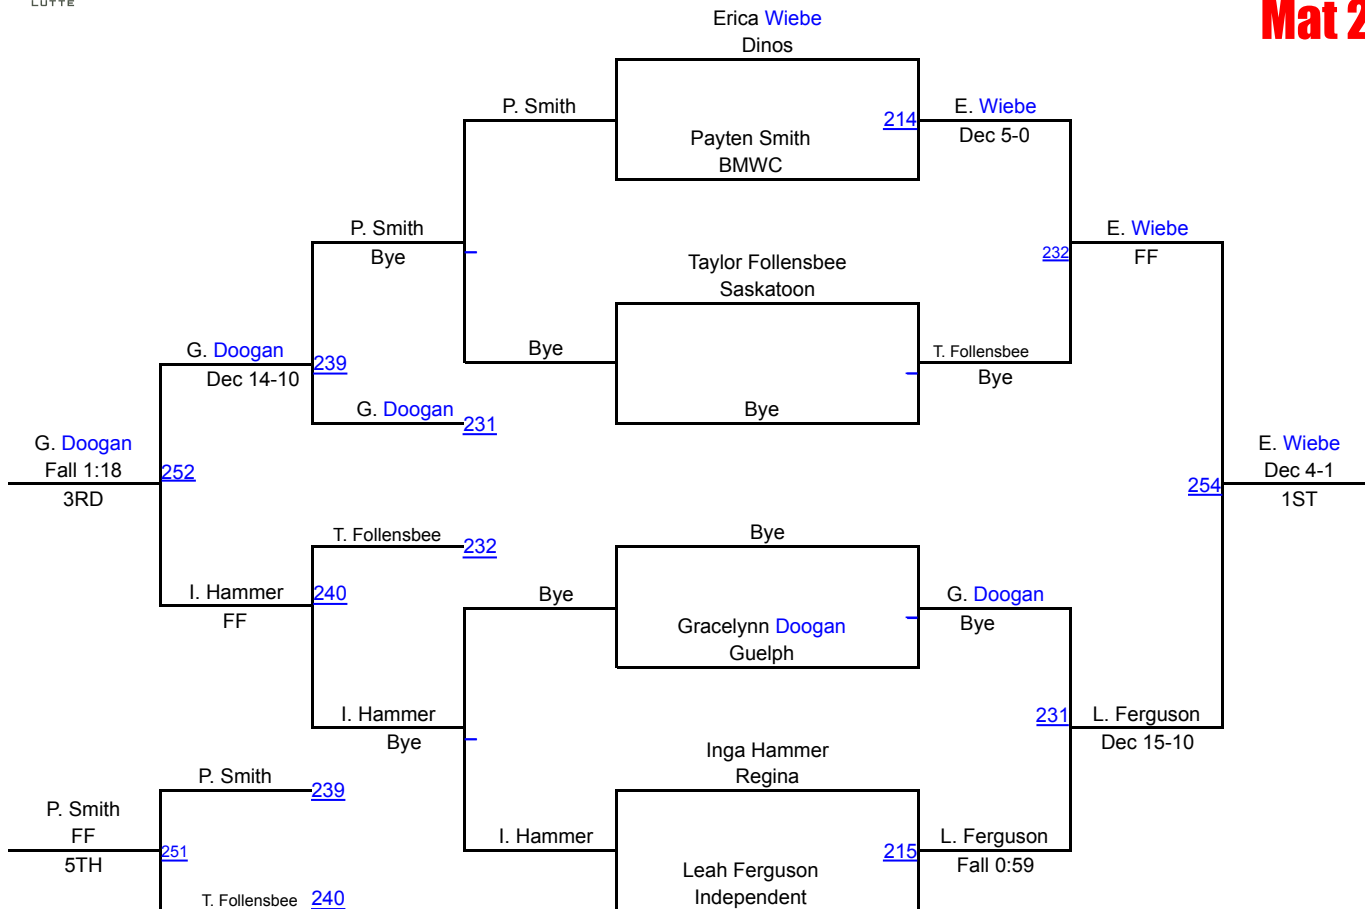 LUTTE
Mat 2
Erica Wiebe
Dinos
P. Smith
214
E. Wiebe
Dec 5-0
Payten Smith
BMWC
P. Smith
Bye
E. Wiebe
FF
232
Taylor Follensbee
Saskatoon
Bye
T. Follensbee
Bye
G. Doogan
Dec 14-10
239
Bye
G. Doogan
231
G. Doogan
Fall 1:18
3RD
252
E. Wiebe
Dec 4-1
1ST
254
T. Follensbee
232
Bye
I. Hammer
FF
240
Bye
G. Doogan
Bye
Gracelynn Doogan
Guelph
I. Hammer
Bye
231
L. Ferguson
Dec 15-10
Inga Hammer
Regina
P. Smith
239
P. Smith
FF
5TH
251
I. Hammer
215
L. Ferguson
Fall 0:59
Leah Ferguson
Independent
T. Follensbee
240